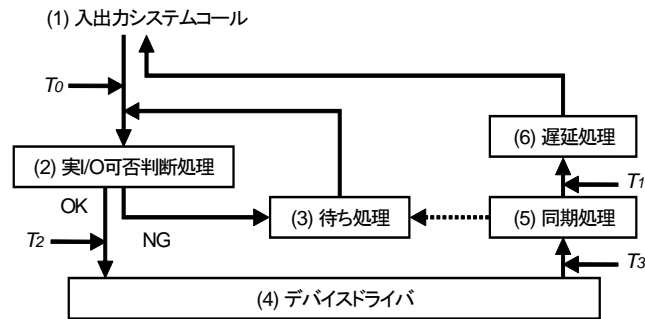 (1) 入出力システムコール
T0
(6) 遅延処理
(2) 実I/O可否判断処理
T1
OK
(3) 待ち処理
(5) 同期処理
T2
NG
T3
(4) デバイスドライバ